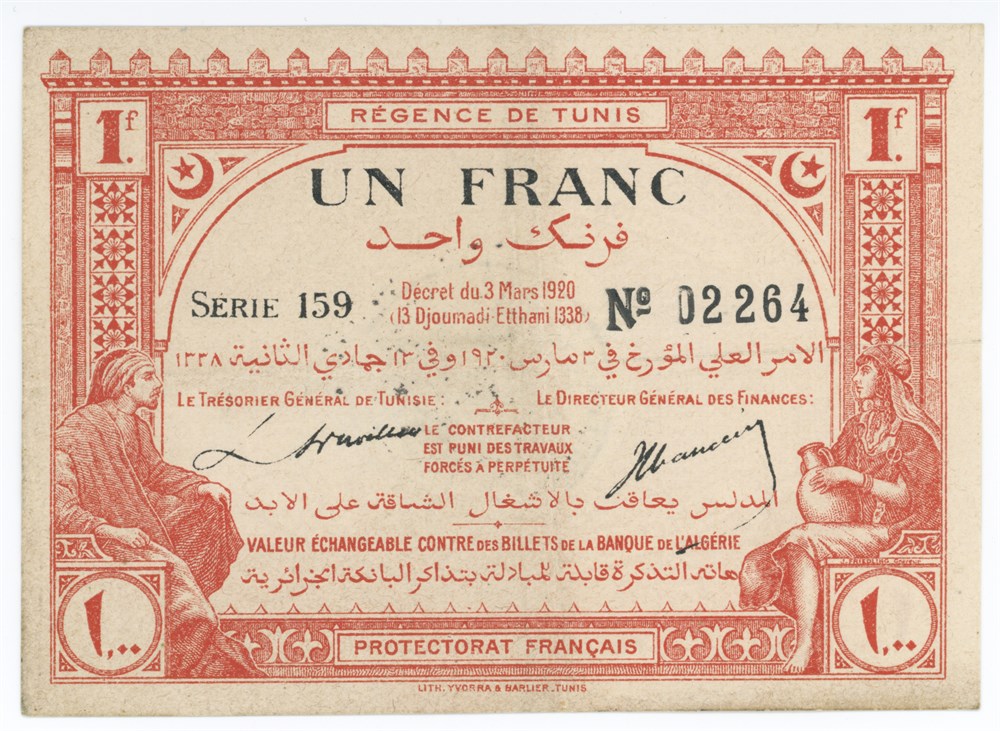 RÉGENCE DE TUNIS
1.f
1.f
UN FRANC
فرنك واحد
Décret du 3 Mars 1920
SÉRIE 159
Nº 02264
(13 Djoumadi-Etthani 1338)
الامر العلي المؤرخ في ٣ مارس ١٩٢٠ وفي ١٣ جمادي الثانية ١٣٣٨
LE TRÉSORIER GÉNÉRAL DE TUNISIE:
LE DIRECTEUR GÉNÉRAL DES FINANCES:
LE CONTREFACTEUR
EST PUNI DES TRAVAUX
FORCÉS À PERPÉTUITÉ
المدلس يعاقب بالاشغال الشاقة على الابد
VALEUR ÉCHANGEABLE CONTRE DES BILLETS DE LA BANQUE DE L'ALGÉRIE
هاته التذكرة قابلة للمبادلة بتذاكر البانكة الجزائرية
١,٠٠
١,٠٠
PROTECTORAT FRANÇAIS
LITH. YVORRA & BARLIER_TUNIS